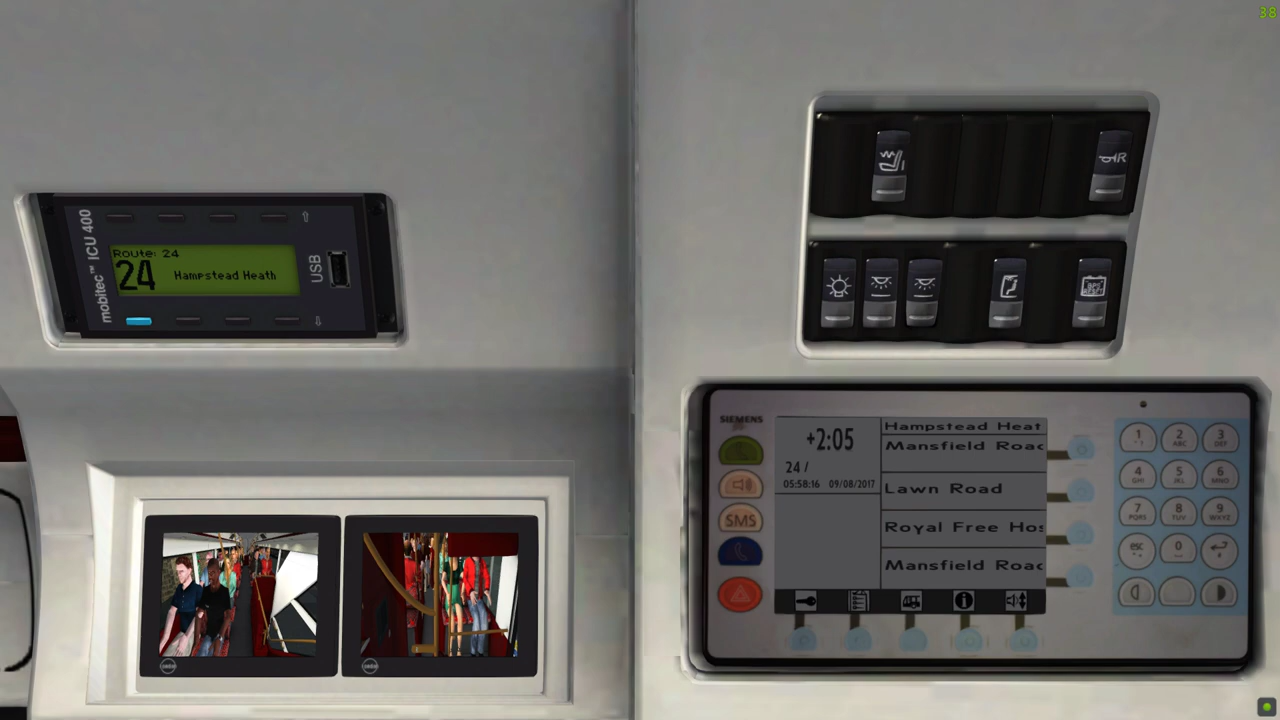 38
mobitec™ ICU 400
Route: 24
24 Hampstead Heath
USB
R
SIEMENS
+2:05
24 /
05:58:16 09/08/2017
Hampstead Heat
Mansfield Road
Lawn Road
Royal Free Hos
Mansfield Road
SMS
1
2 ABC
3 DEF
4 GHI
5 JKL
6 MNO
7 PQRS
8 TUV
9 WXYZ
esc
0